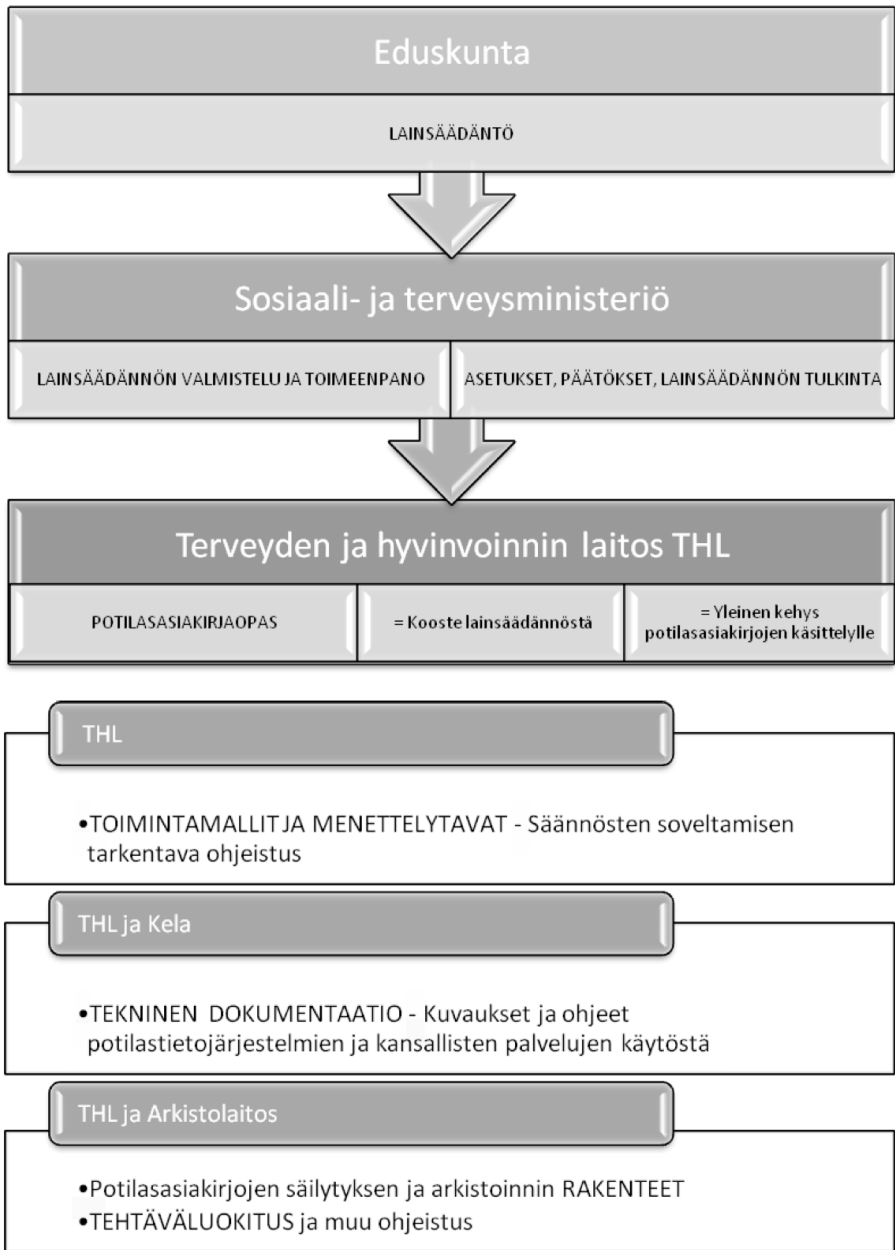 Eduskunta
LAINSÄÄDÄNTÖ
Sosiaali- ja terveysministeriö
LAINSÄÄDÄNNÖN VALMISTELU JA TOIMEENPANO
ASETUKSET, PÄÄTÖKSET, LAINSÄÄDÄNNÖN TULKINTA
Terveyden ja hyvinvoinnin laitos THL
POTILASASIAKIRJAOPAS
= Kooste lainsäädännöstä
= Yleinen kehys
potilasasiakirjojen käsittelylle
THL
•TOIMINTAMALLIT JA MENETTELYTAVAT - Säännösten soveltamisen
tarkentava ohjeistus
THL ja Kela
•TEKNINEN DOKUMENTAATIO - Kuvaukset ja ohjeet
potilastietojärjestelmien ja kansallisten palvelujen käytöstä
THL ja Arkistolaitos
•Potilasasiakirjojen säilytyksen ja arkistoinnin RAKENTEET
•TEHTÄVÄLUOKITUS ja muu ohjeistus